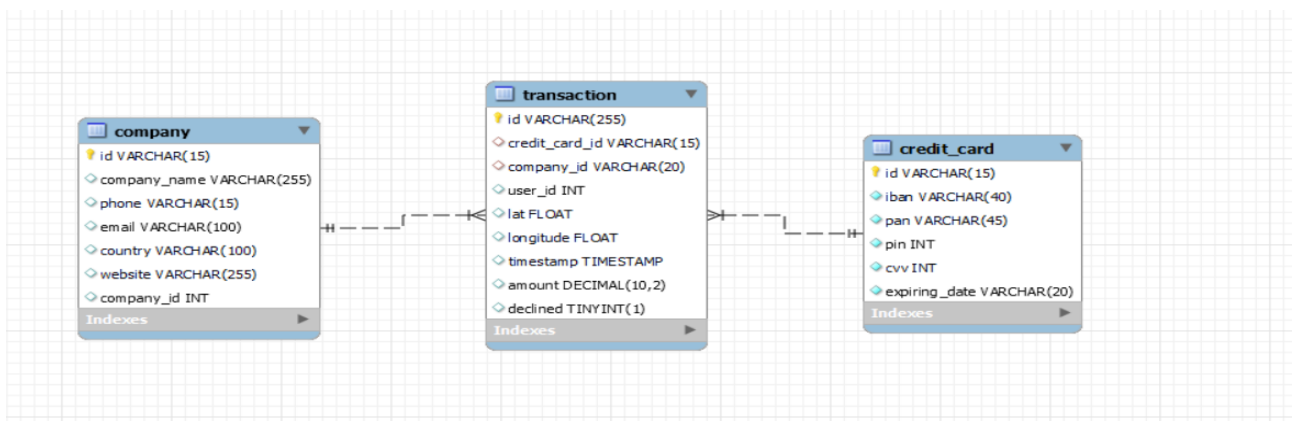 company
id VARCHAR(15)
company_name VARCHAR(255)
phone VARCHAR(15)
email VARCHAR(100)
country VARCHAR(100)
website VARCHAR(255)
company_id INT
Indexes
transaction
id VARCHAR(255)
credit_card_id VARCHAR(15)
company_id VARCHAR(20)
user_id INT
lat FLOAT
longitude FLOAT
timestamp TIMESTAMP
amount DECIMAL(10,2)
declined TINYINT(1)
Indexes
credit_card
id VARCHAR(15)
iban VARCHAR(40)
pan VARCHAR(45)
pin INT
cvv INT
expiring_date VARCHAR(20)
Indexes